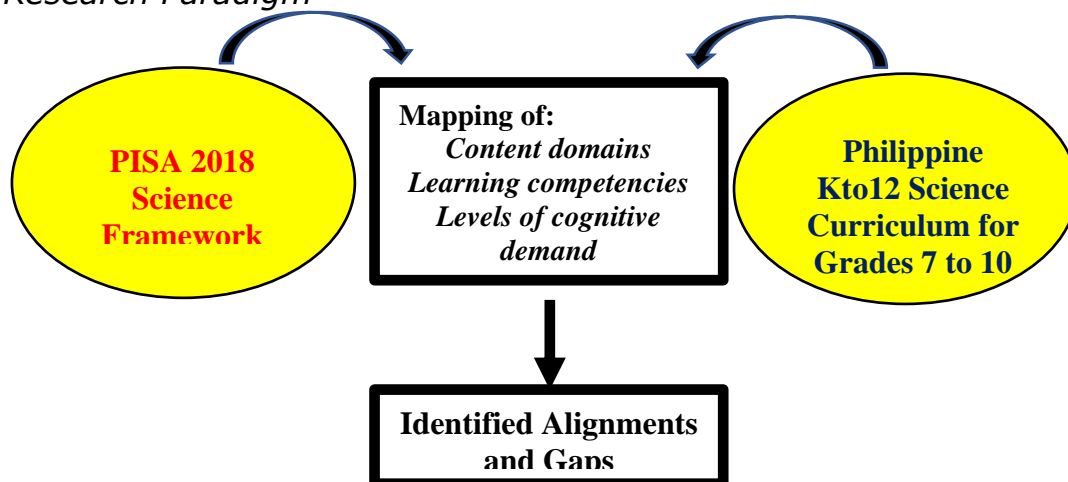 Research Paradigm
PISA 2018
Science
Framework
Mapping of:
Content domains
Learning competencies
Levels of cognitive
demand
Philippine
Kto12 Science
Curriculum for
Grades 7 to 10
Identified Alignments
and Gaps